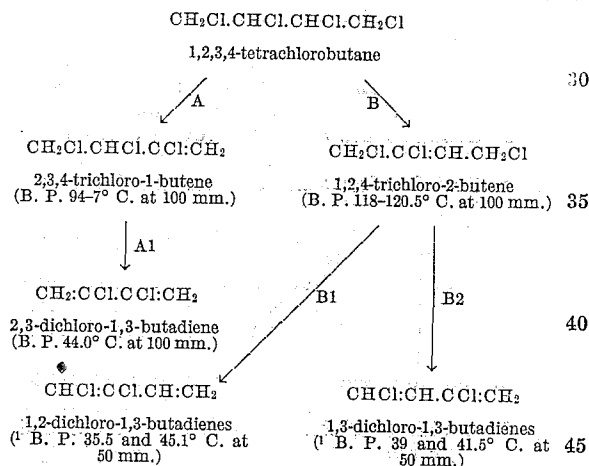 CH₂Cl.CHCl.CHCl.CH₂Cl
1,2,3,4-tetrachlorobutane
30
A
B
CH₂Cl.CHCl.CCl:CH₂
CH₂Cl.CCl:CH.CH₂Cl
2,3,4-trichloro-1-butene
(B. P. 94-7° C. at 100 mm.)
1,2,4-trichloro-2-butene
(B. P. 118-120.5° C. at 100 mm.)
35
A1
B1
B2
CH₂:CCl.CCl:CH₂
2,3-dichloro-1,3-butadiene
(B. P. 44.0° C. at 100 mm.)
40
CHCl:CCl.CH:CH₂
CHCl:CH.CCl:CH₂
1,2-dichloro-1,3-butadienes
(¹ B. P. 35.5 and 45.1° C. at
50 mm.)
1,3-dichloro-1,3-butadienes
(¹ B. P. 39 and 41.5° C. at
50 mm.)
45